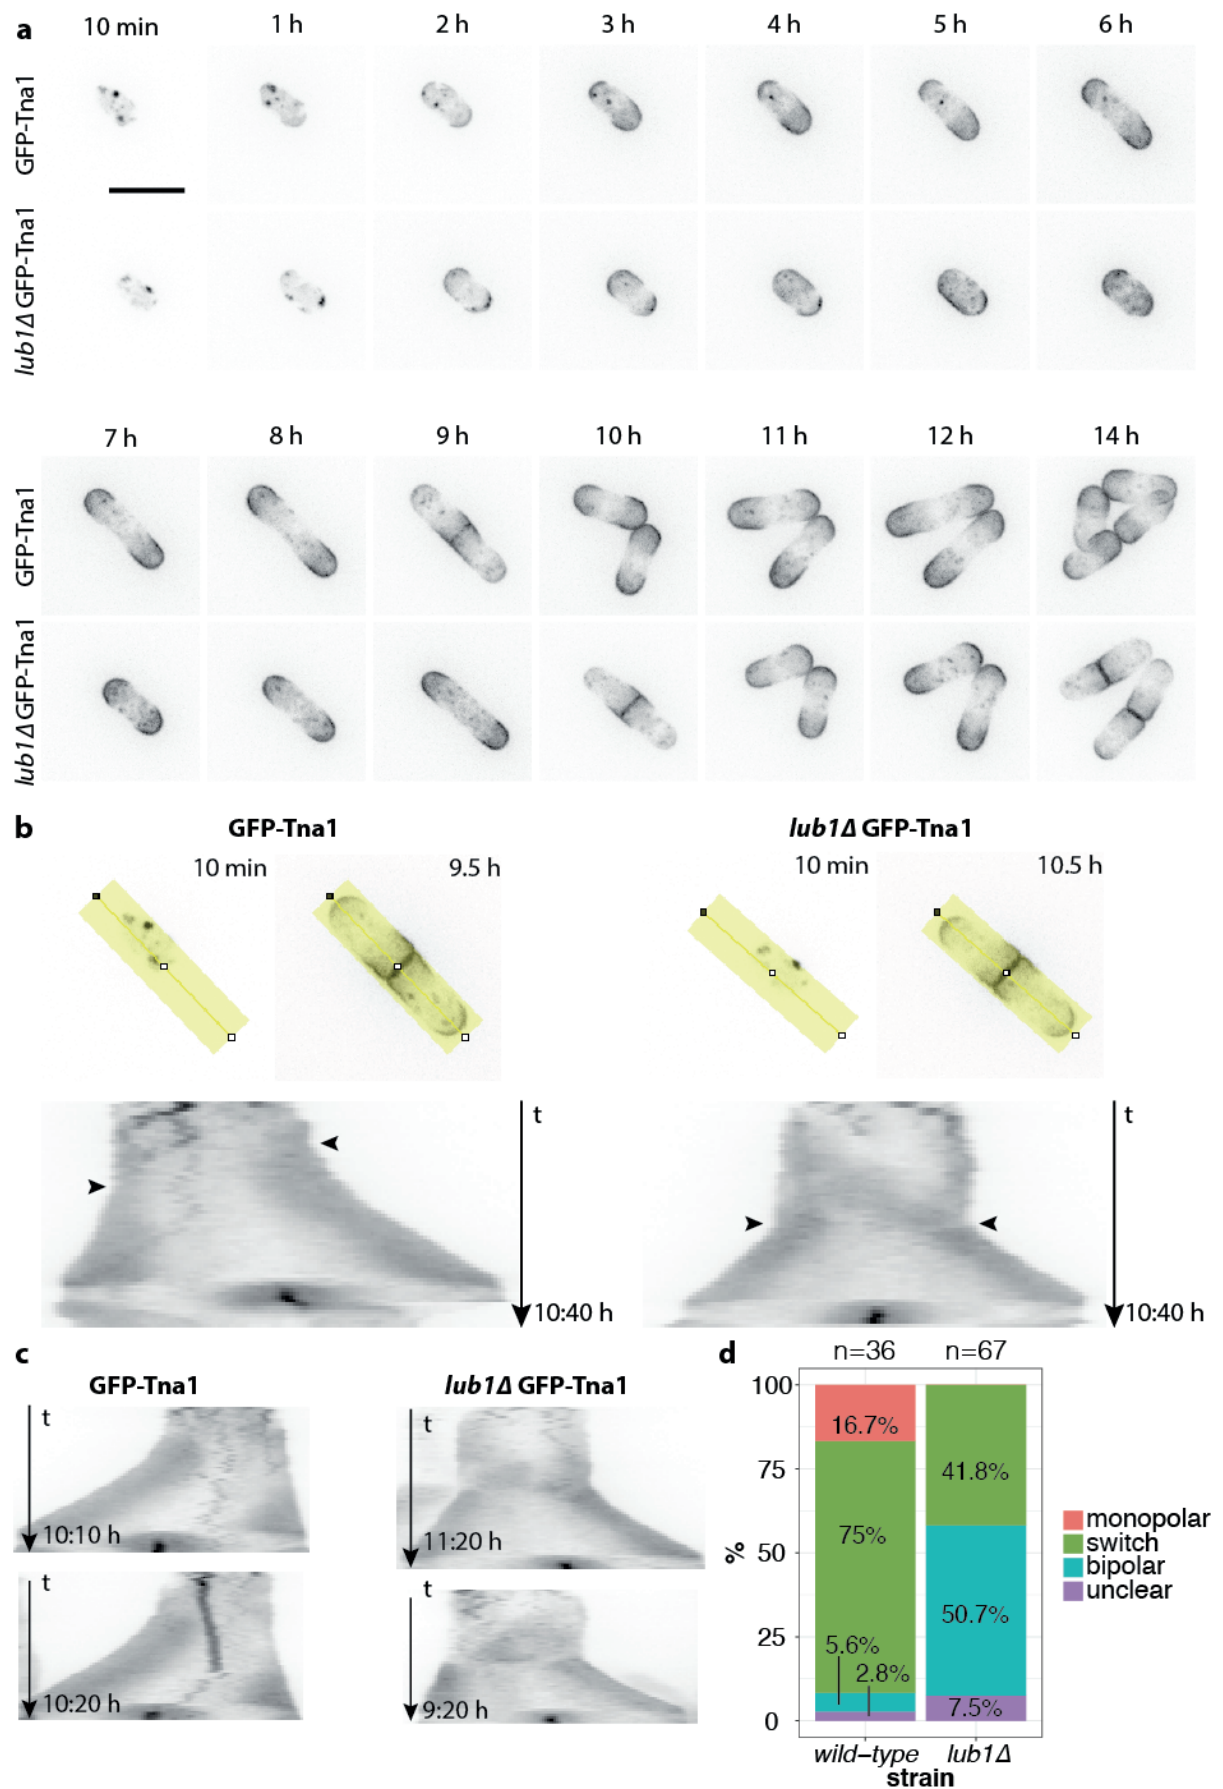 a
10 min 1 h 2 h 3 h 4 h 5 h 6 h
GFP-Tna1
lub1Δ GFP-Tna1
7 h 8 h 9 h 10 h 11 h 12 h 14 h
GFP-Tna1
lub1Δ GFP-Tna1
b
GFP-Tna1
lub1Δ GFP-Tna1
10 min 9.5 h 10 min 10.5 h
t
10:40 h
t
10:40 h
c
GFP-Tna1
lub1Δ GFP-Tna1
t
10:10 h
t
11:20 h
t
10:20 h
t
9:20 h
d
n=36 n=67
100
75
50
25
0
%
16.7%
75%
5.6%
2.8%
41.8%
50.7%
7.5%
monopolar
switch
bipolar
unclear
wild–type lub1Δ
strain